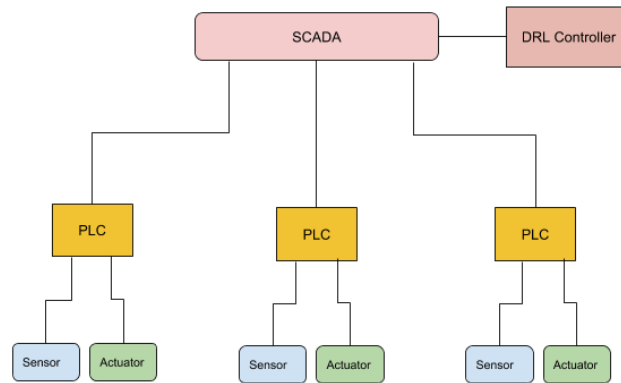 SCADA
DRL Controller
PLC
PLC
PLC
Sensor
Actuator
Sensor
Actuator
Sensor
Actuator